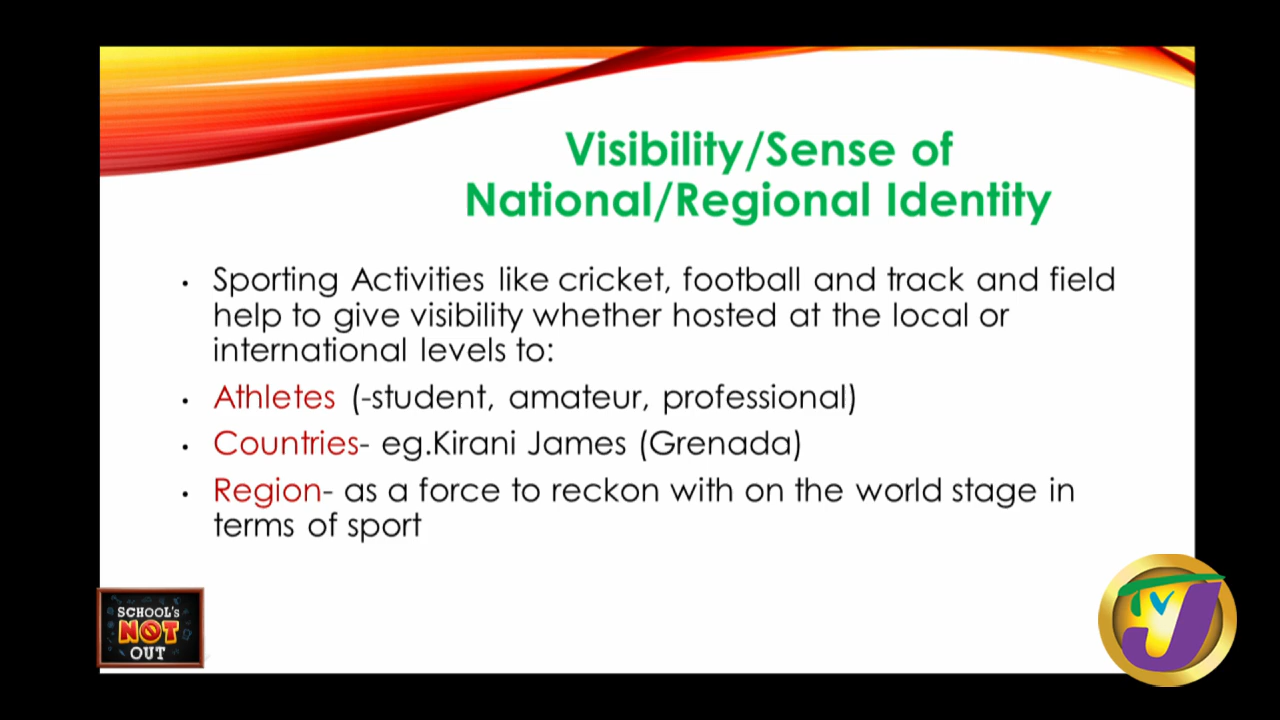 Visibility/Sense of
National/Regional Identity
• Sporting Activities like cricket, football and track and field
help to give visibility whether hosted at the local or
international levels to:
• Athletes (-student, amateur, professional)
• Countries- eg.Kirani James (Grenada)
• Region- as a force to reckon with on the world stage in
terms of sport
SCHOOL's
NOT
OUT
TVJ